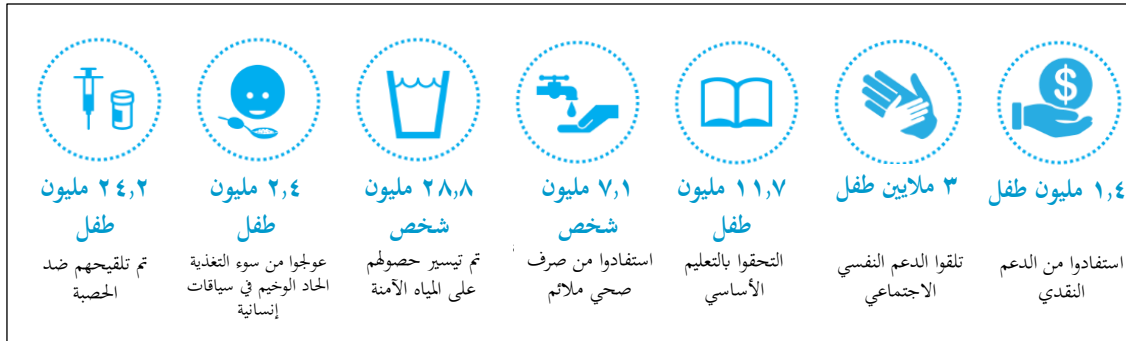 $
١,٤ مليون طفل
استفادوا من الدعم
النقدي
٣ ملايين طفل
تلقوا الدعم النفسي
الاجتماعي
١١,٧ مليون
طفل
التحقوا بالتعليم
الأساسي
٧,١ مليون
شخص
استفادوا من صرف
صحي ملائم
٢٨,٨ مليون
شخص
تم تيسير حصولهم
على المياه الآمنة
٢,٤ مليون
طفل
عولجوا من سوء التغذية
الحاد الوخيم في سياقات
إنسانية
٢٤,٢ مليون
طفل
تم تلقيحهم ضد
الحصبة